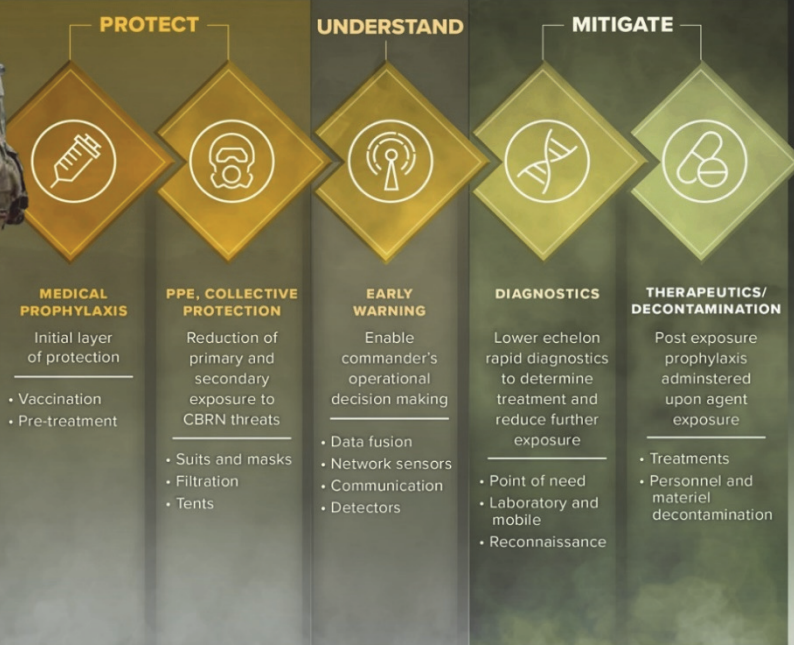 PROTECT
UNDERSTAND
MITIGATE
MEDICAL
PROPHYLAXIS
Initial layer
of protection
• Vaccination
• Pre-treatment
PPE, COLLECTIVE
PROTECTION
Reduction of
primary and
secondary
exposure to
CBRN threats
• Suits and masks
• Filtration
• Tents
EARLY
WARNING
Enable
commander's
operational
decision making
• Data fusion
• Network sensors
• Communication
• Detectors
DIAGNOSTICS
Lower echelon
rapid diagnostics
to determine
treatment and
reduce further
exposure
• Point of need
• Laboratory and
mobile
• Reconnaissance
THERAPEUTICS/
DECONTAMINATION
Post exposure
prophylaxis
adminstered
upon agent
exposure
• Treatments
• Personnel and
materiel
decontamination